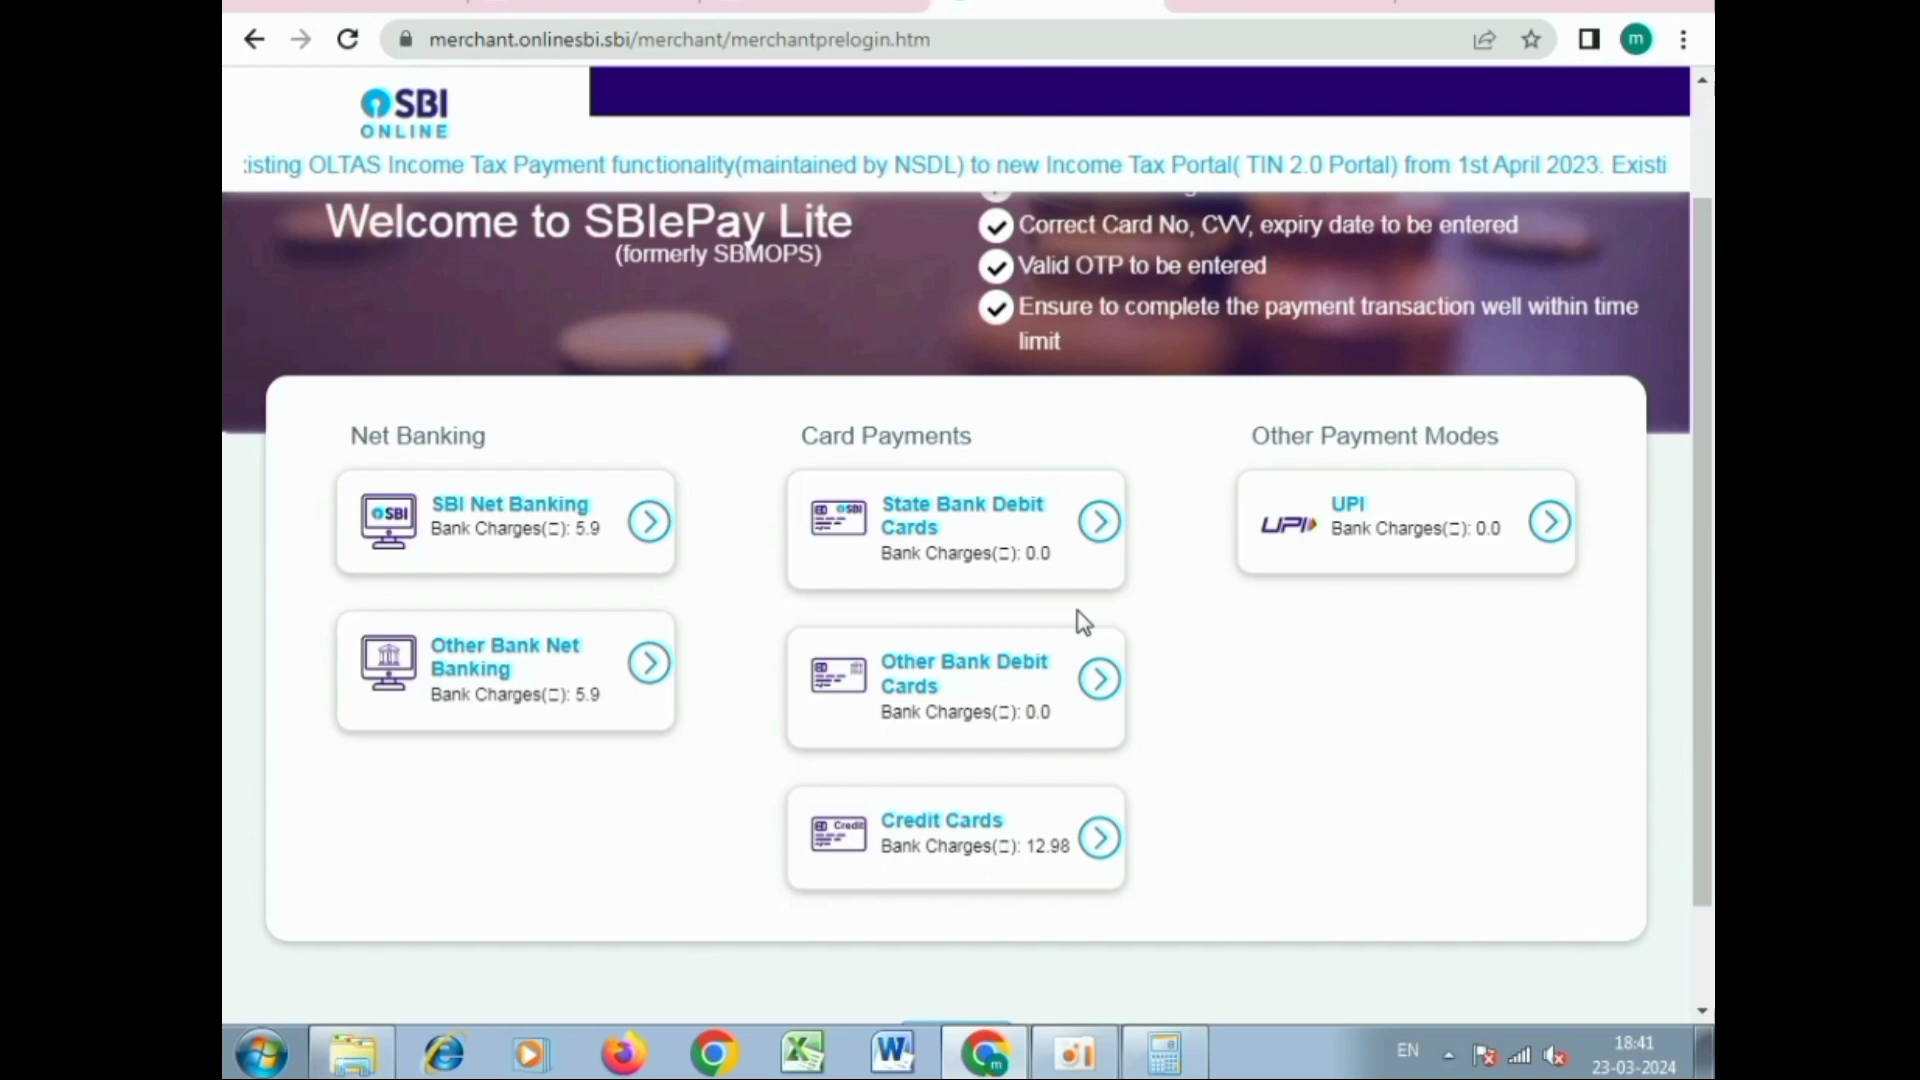 merchant.onlinesbi.sbi/merchant/merchantprelogin.htm
m
SBI
ONLINE
OLTAS Income Tax Payment functionality(maintained by NSDL) to new Income Tax Portal( TIN 2.0 Portal) from 1st April 2023.
Welcome to SBIePay Lite
(formerly SBMOPS)
Correct Card No, CVV, expiry date to be entered
Valid OTP to be entered
Ensure to complete the payment transaction well within time
limit
Net Banking
SBI
SBI Net Banking
Bank Charges(□): 5.9
Other Bank Net
Banking
Bank Charges(□): 5.9
Card Payments
SBI
State Bank Debit
Cards
Bank Charges(□): 0.0
Other Bank Debit
Cards
Bank Charges(□): 0.0
Credit
Credit Cards
Bank Charges(□): 12.98
Other Payment Modes
UPI
UPI
Bank Charges(□): 0.0
m
EN
18:41
23-03-2024